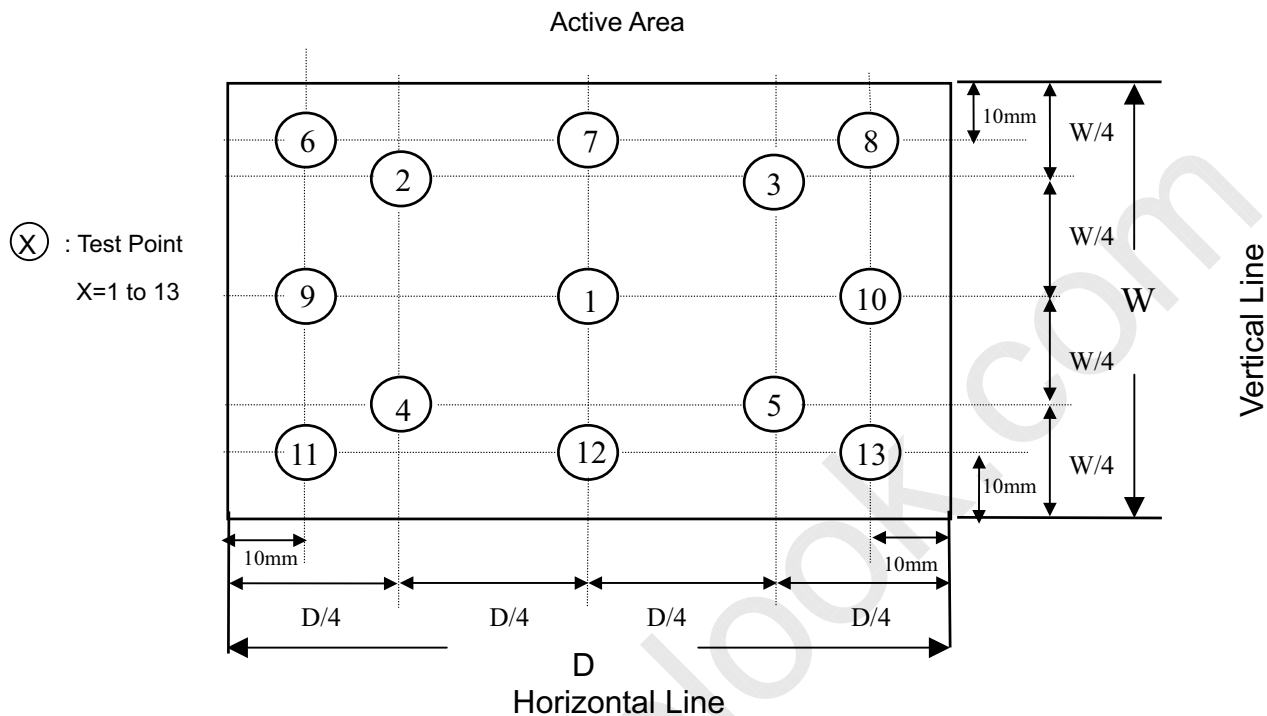 Active Area
10mm
W/4
6 7 8
2 3
W/4
X : Test Point
X=1 to 13
9 1 10
W
Vertical Line
W/4
4 5
11 12 13
W/4
10mm
10mm
10mm
D/4 D/4 D/4 D/4
D
Horizontal Line